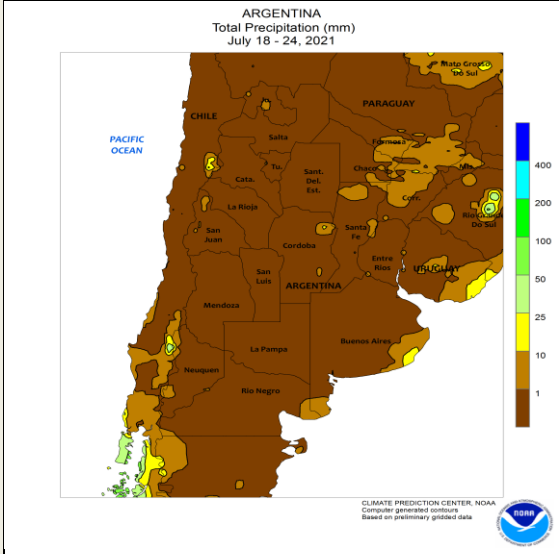 ARGENTINA
Total Precipitation (mm)
July 18 - 24, 2021
Mato Grosso
Do Sul
PARAGUAY
CHILE
PACIFIC
OCEAN
Salta
Formosa
Tu.
Sant.
Del.
Est.
Chaco
Mis
Cata.
Corr.
La Rioja
Rio Grande
Do Sul
San
Juan
Santa
Fe
Cordoba
Entre
Rios
URUGUAY
San
Luis
ARGENTINA
Mendoza
Buenos Aires
La Pampa
Neuquen
Rio Negro
400
200
100
50
25
10
1
CLIMATE PREDICTION CENTER, NOAA
Computer generated contours
Based on preliminary gridded data
NOAA